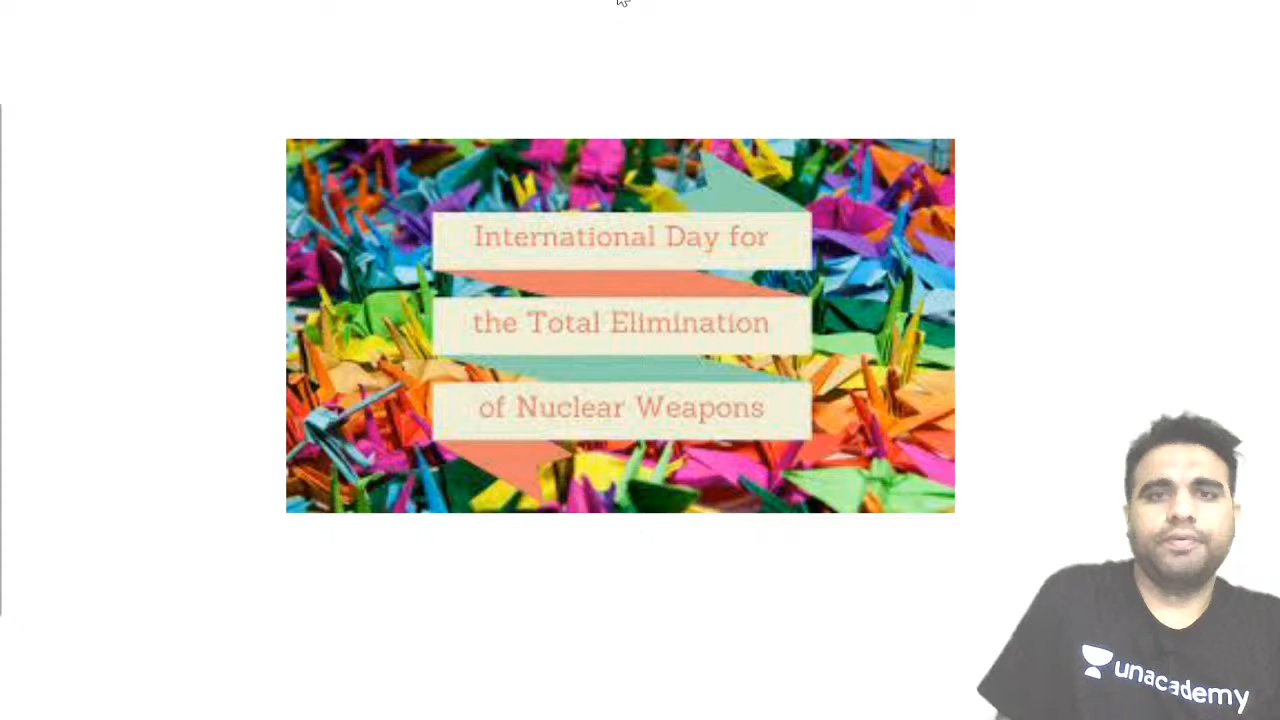 International Day for
the Total Elimination
of Nuclear Weapons
unacademy